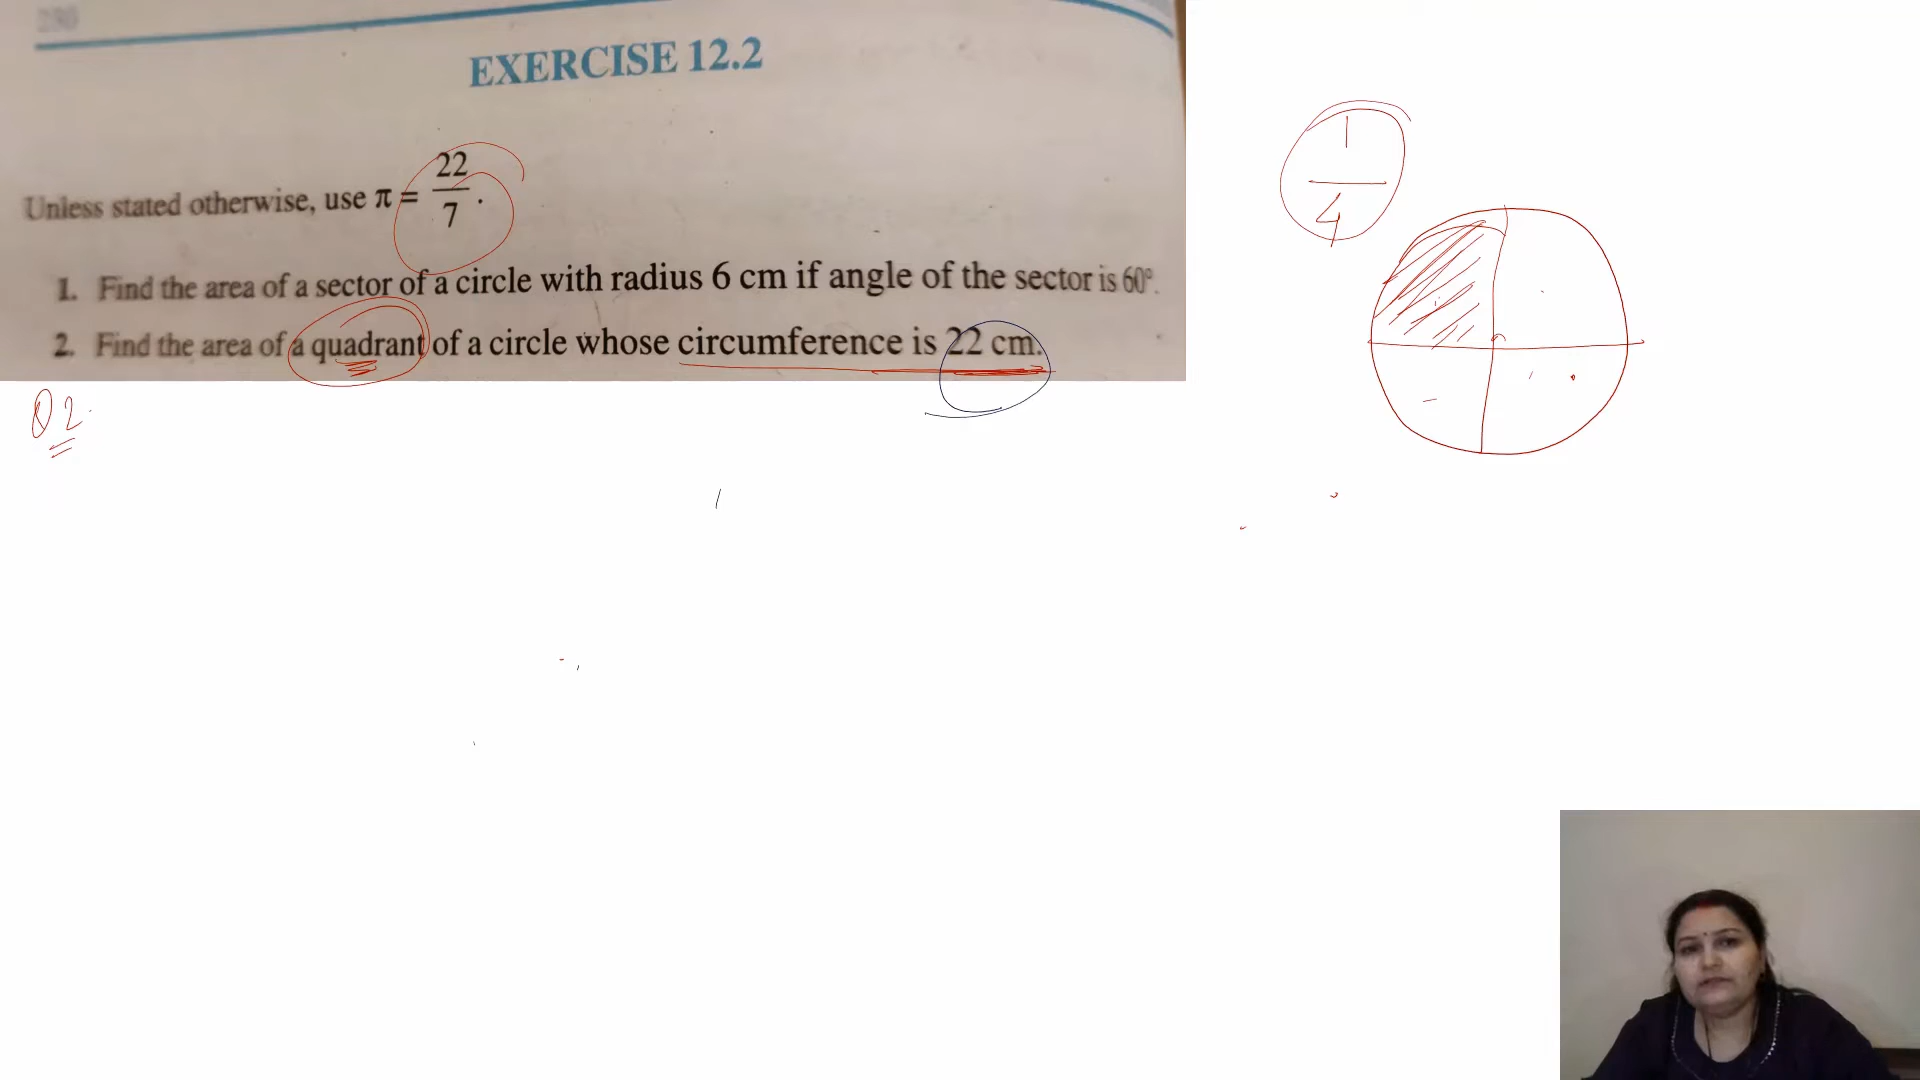 230
EXERCISE 12.2
Unless stated otherwise, use π = 22/7.
1. Find the area of a sector of a circle with radius 6 cm if angle of the sector is 60°.
2. Find the area of a quadrant of a circle whose circumference is 22 cm.
Q2
1/4